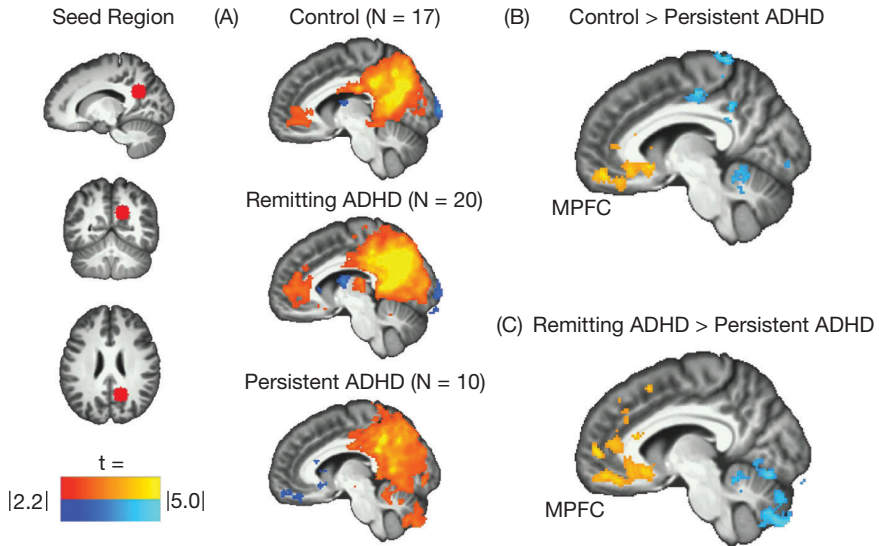 Seed Region
(A)
Control (N = 17)
Remitting ADHD (N = 20)
Persistent ADHD (N = 10)
t =
|2.2|
|5.0|
(B)
Control > Persistent ADHD
MPFC
(C) Remitting ADHD > Persistent ADHD
MPFC